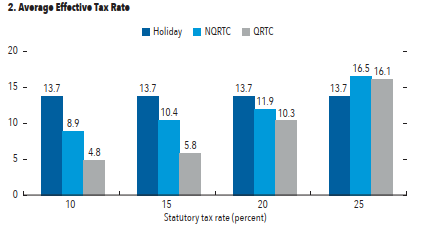 2. Average Effective Tax Rate
Holiday NQRTC QRTC
20
15
10
5
0
13.7 8.9 4.8
13.7 10.4 5.8
13.7 11.9 10.3
13.7 16.5 16.1
10 15 20 25
Statutory tax rate (percent)